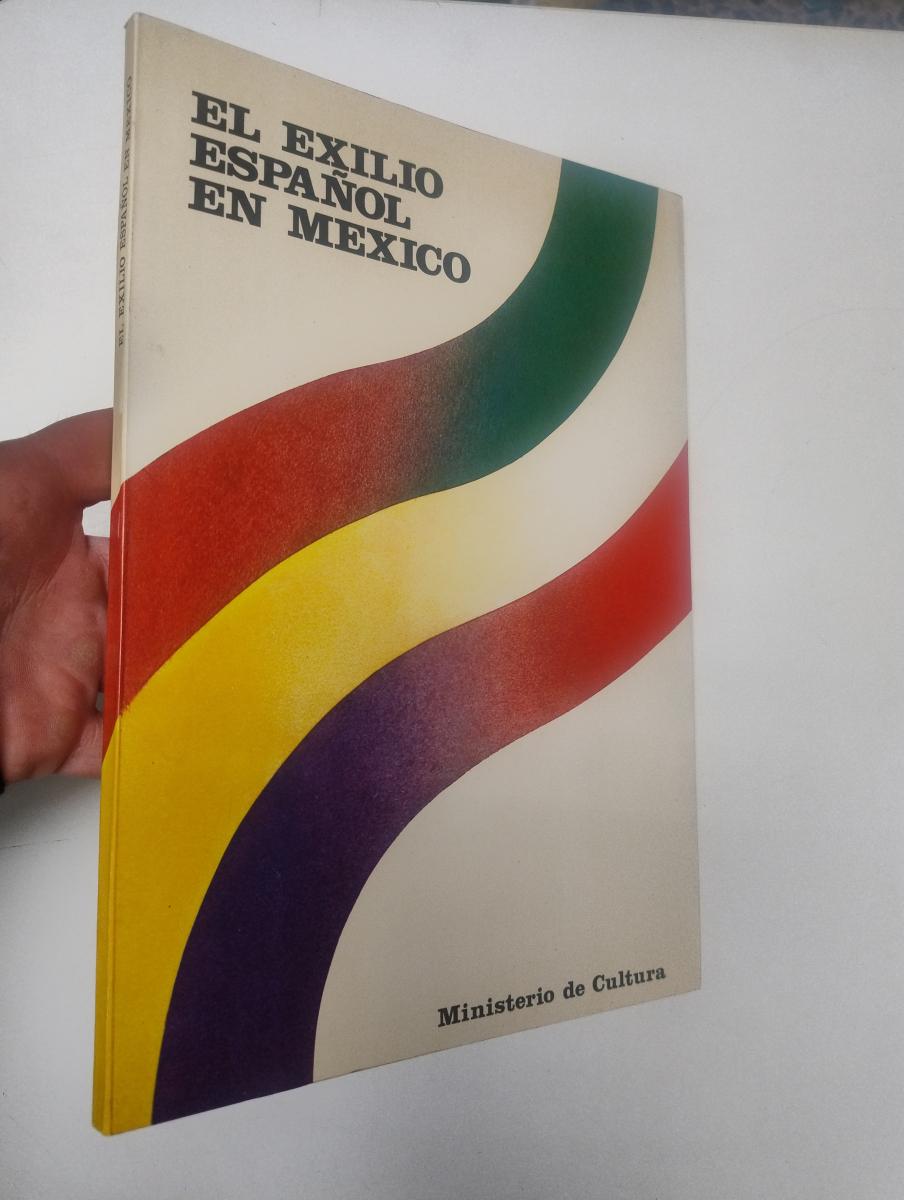 EL EXILIO
ESPAÑOL
EN MEXICO
Ministerio de Cultura
EL EXILIO ESPAÑOL EN MEXICO